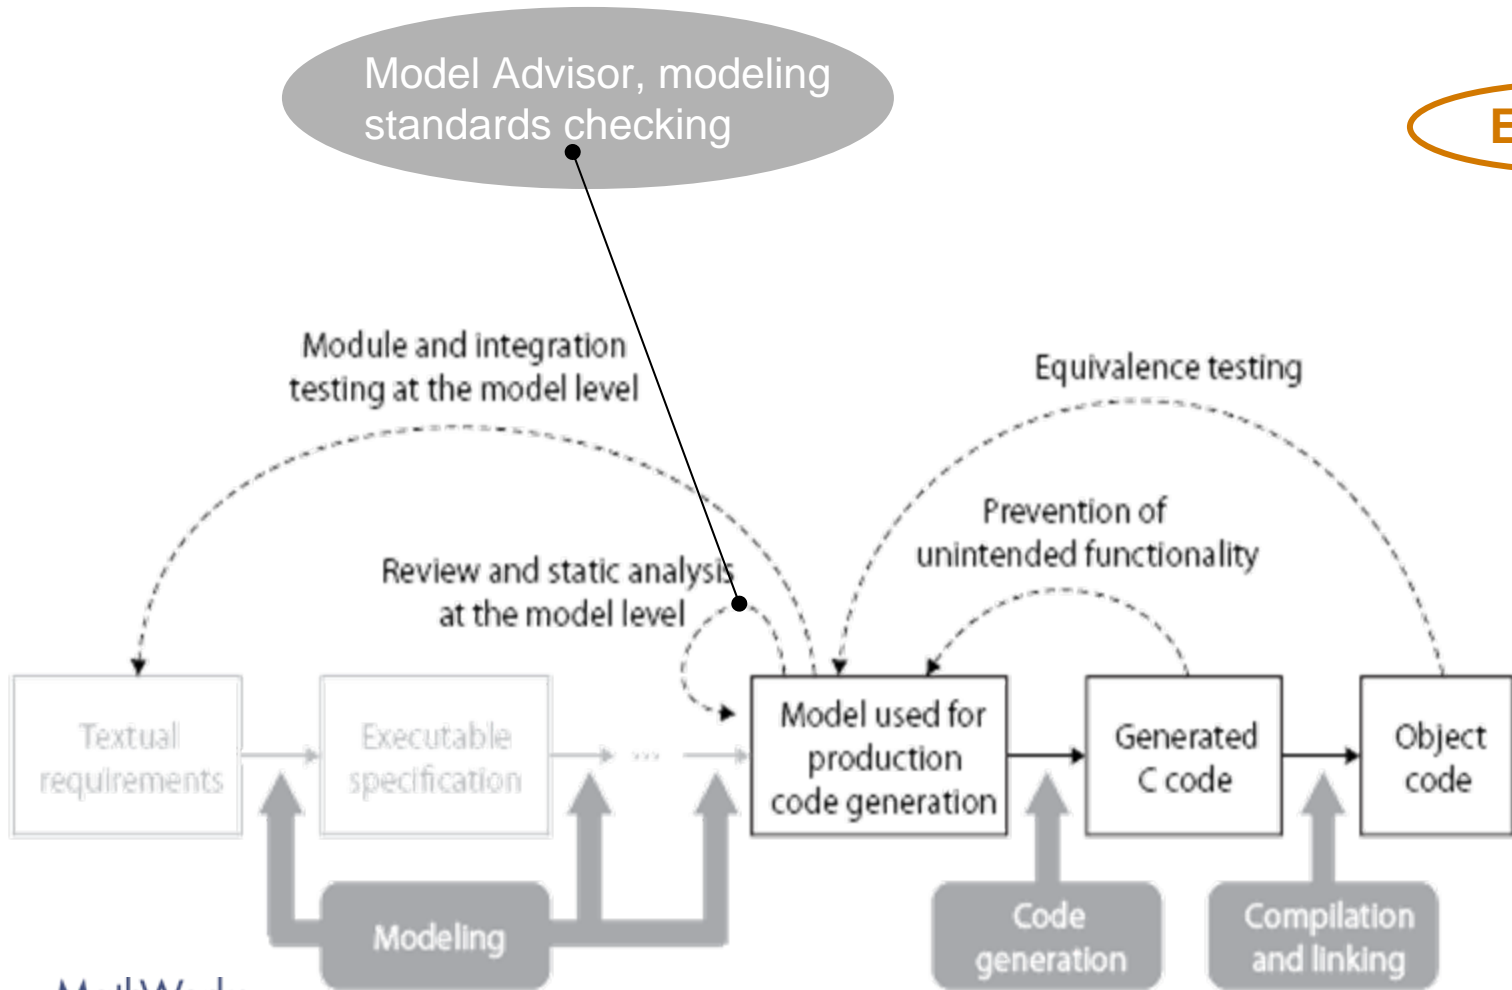 Model Advisor, modeling
standards checking
E
Module and integration
testing at the model level
Equivalence testing
Prevention of
unintended functionality
Review and static analysis
at the model level
Textual
requirements
Executable
specification
...
Model used for
production
code generation
Generated
C code
Object
code
Modeling
Code
generation
Compilation
and linking